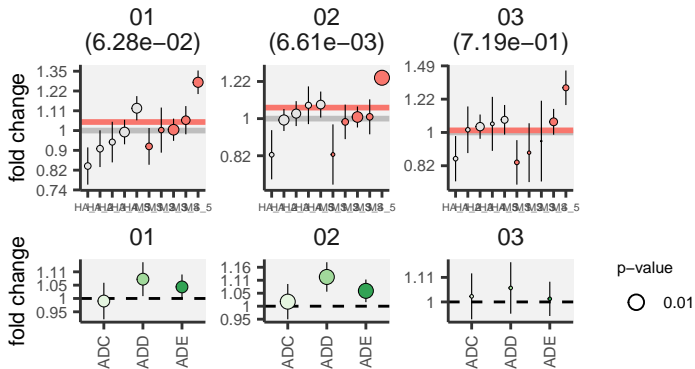 01
(6.28e−02)
02
(6.61e−03)
03
(7.19e−01)
fold change
1.35
1.22
1.11
1
0.9
0.82
0.74
1.22
1
0.82
1.49
1.22
1
0.82
01
02
03
fold change
1.11
1.05
1
0.95
1.16
1.11
1.05
1
0.95
1.11
1
ADC
ADD
ADE
ADC
ADD
ADE
ADC
ADD
ADE
p−value
0.01